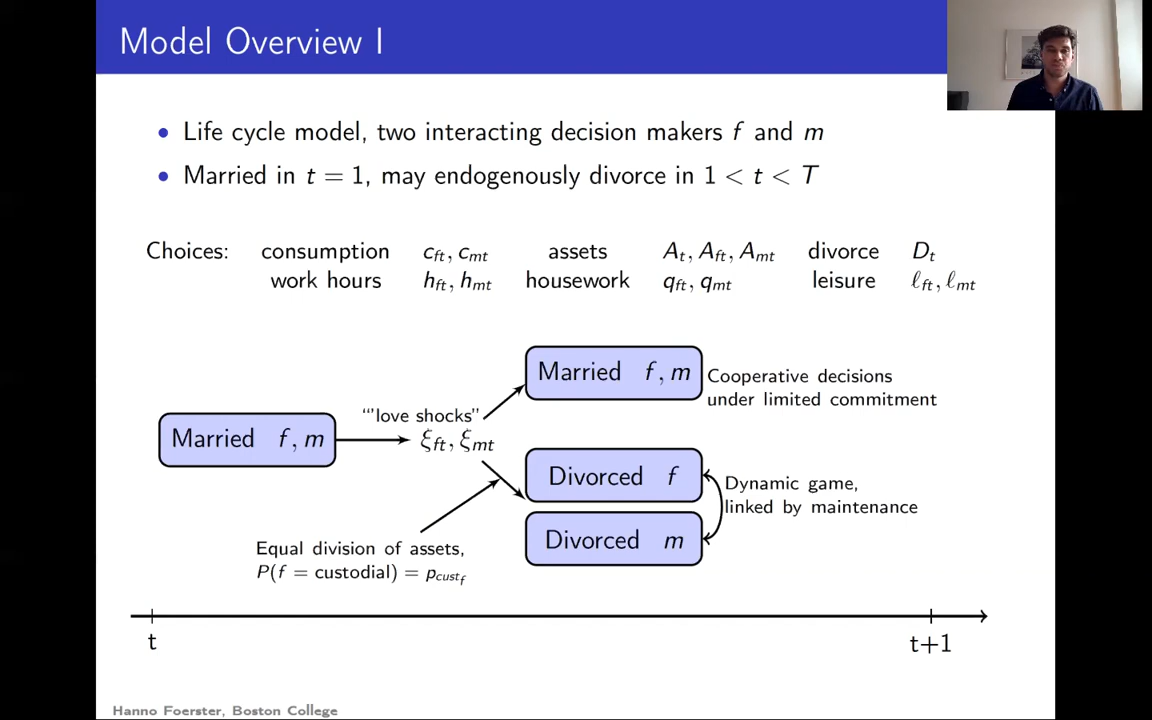 Model Overview I
• Life cycle model, two interacting decision makers f and m
• Married in t = 1, may endogenously divorce in 1 < t < T
Choices: consumption c_ft, c_mt assets A_t, A_ft, A_mt divorce D_t
work hours h_ft, h_mt housework q_ft, q_mt leisure ℓ_ft, ℓ_mt
Married f, m
Cooperative decisions
under limited commitment
"'love shocks"
ξ_ft, ξ_mt
Married f, m
Divorced f
Dynamic game,
linked by maintenance
Divorced m
Equal division of assets,
P(f = custodial) = p_cust_f
t
t+1
Hanno Foerster, Boston College